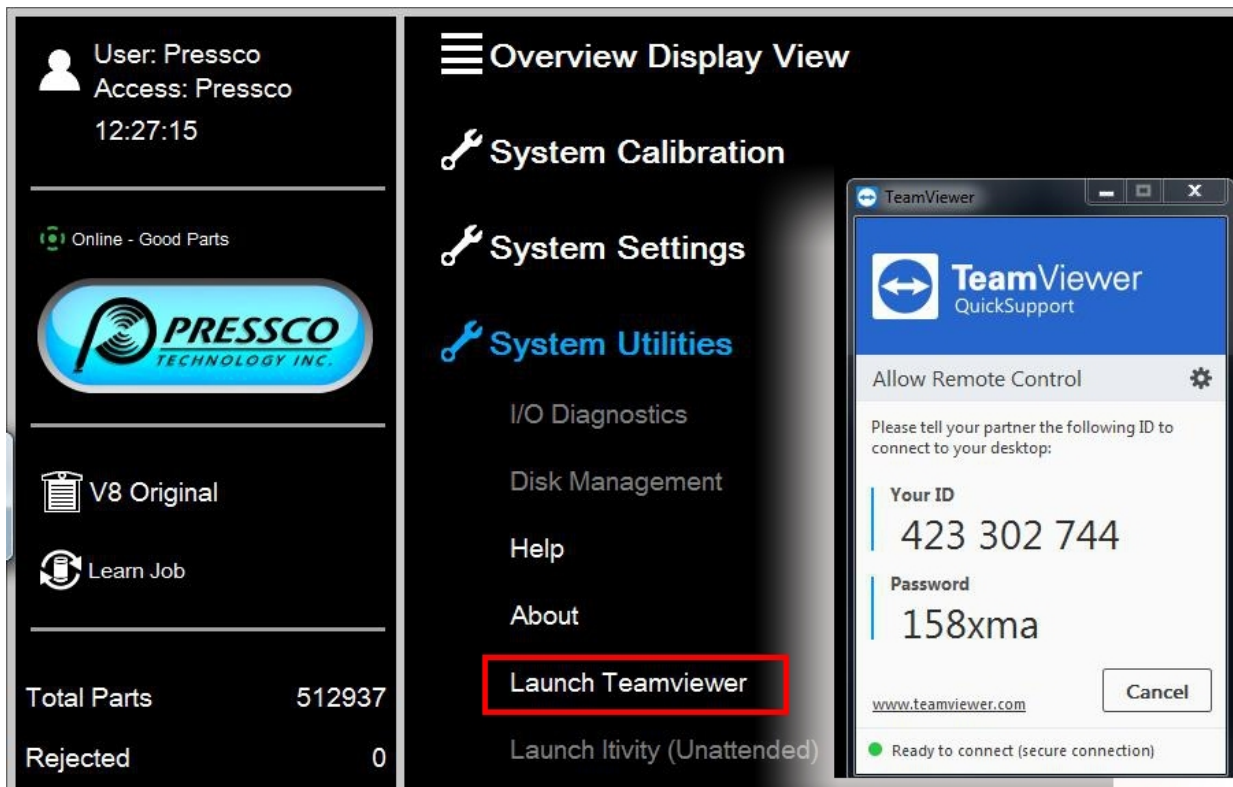 User: Pressco
Access: Pressco
12:27:15
Online - Good Parts
PRESSCO
TECHNOLOGY INC.
V8 Original
Learn Job
Total Parts 512937
Rejected 0
Overview Display View
System Calibration
System Settings
System Utilities
I/O Diagnostics
Disk Management
Help
About
Launch Teamviewer
Launch Itivity (Unattended)
TeamViewer
TeamViewer
QuickSupport
Allow Remote Control
Please tell your partner the following ID to
connect to your desktop:
Your ID
423 302 744
Password
158xma
www.teamviewer.com
Cancel
Ready to connect (secure connection)